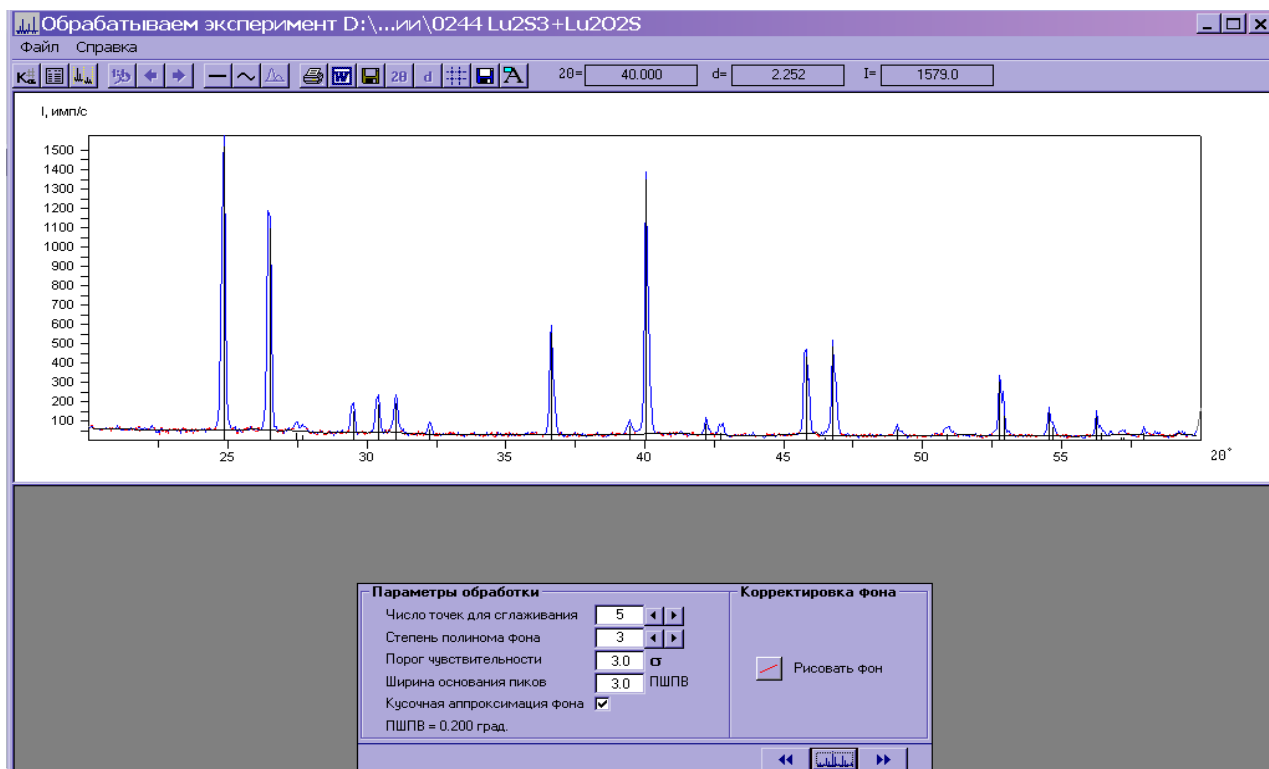 Обрабатываем эксперимент D:\...ии\0244 Lu2S3+Lu2O2S
Файл Справка
2θ= 40.000 d= 2.252 I= 1579.0
I, имп/с
1500
1400
1300
1200
1100
1000
900
800
700
600
500
400
300
200
100
25 30 35 40 45 50 55 2θ°
Параметры обработки
Число точек для сглаживания 5
Степень полинома фона 3
Порог чувствительности 3.0 σ
Ширина основания пиков 3.0 ПШПВ
Кусочная аппроксимация фона
ПШПВ = 0.200 град.
Корректировка фона
Рисовать фон